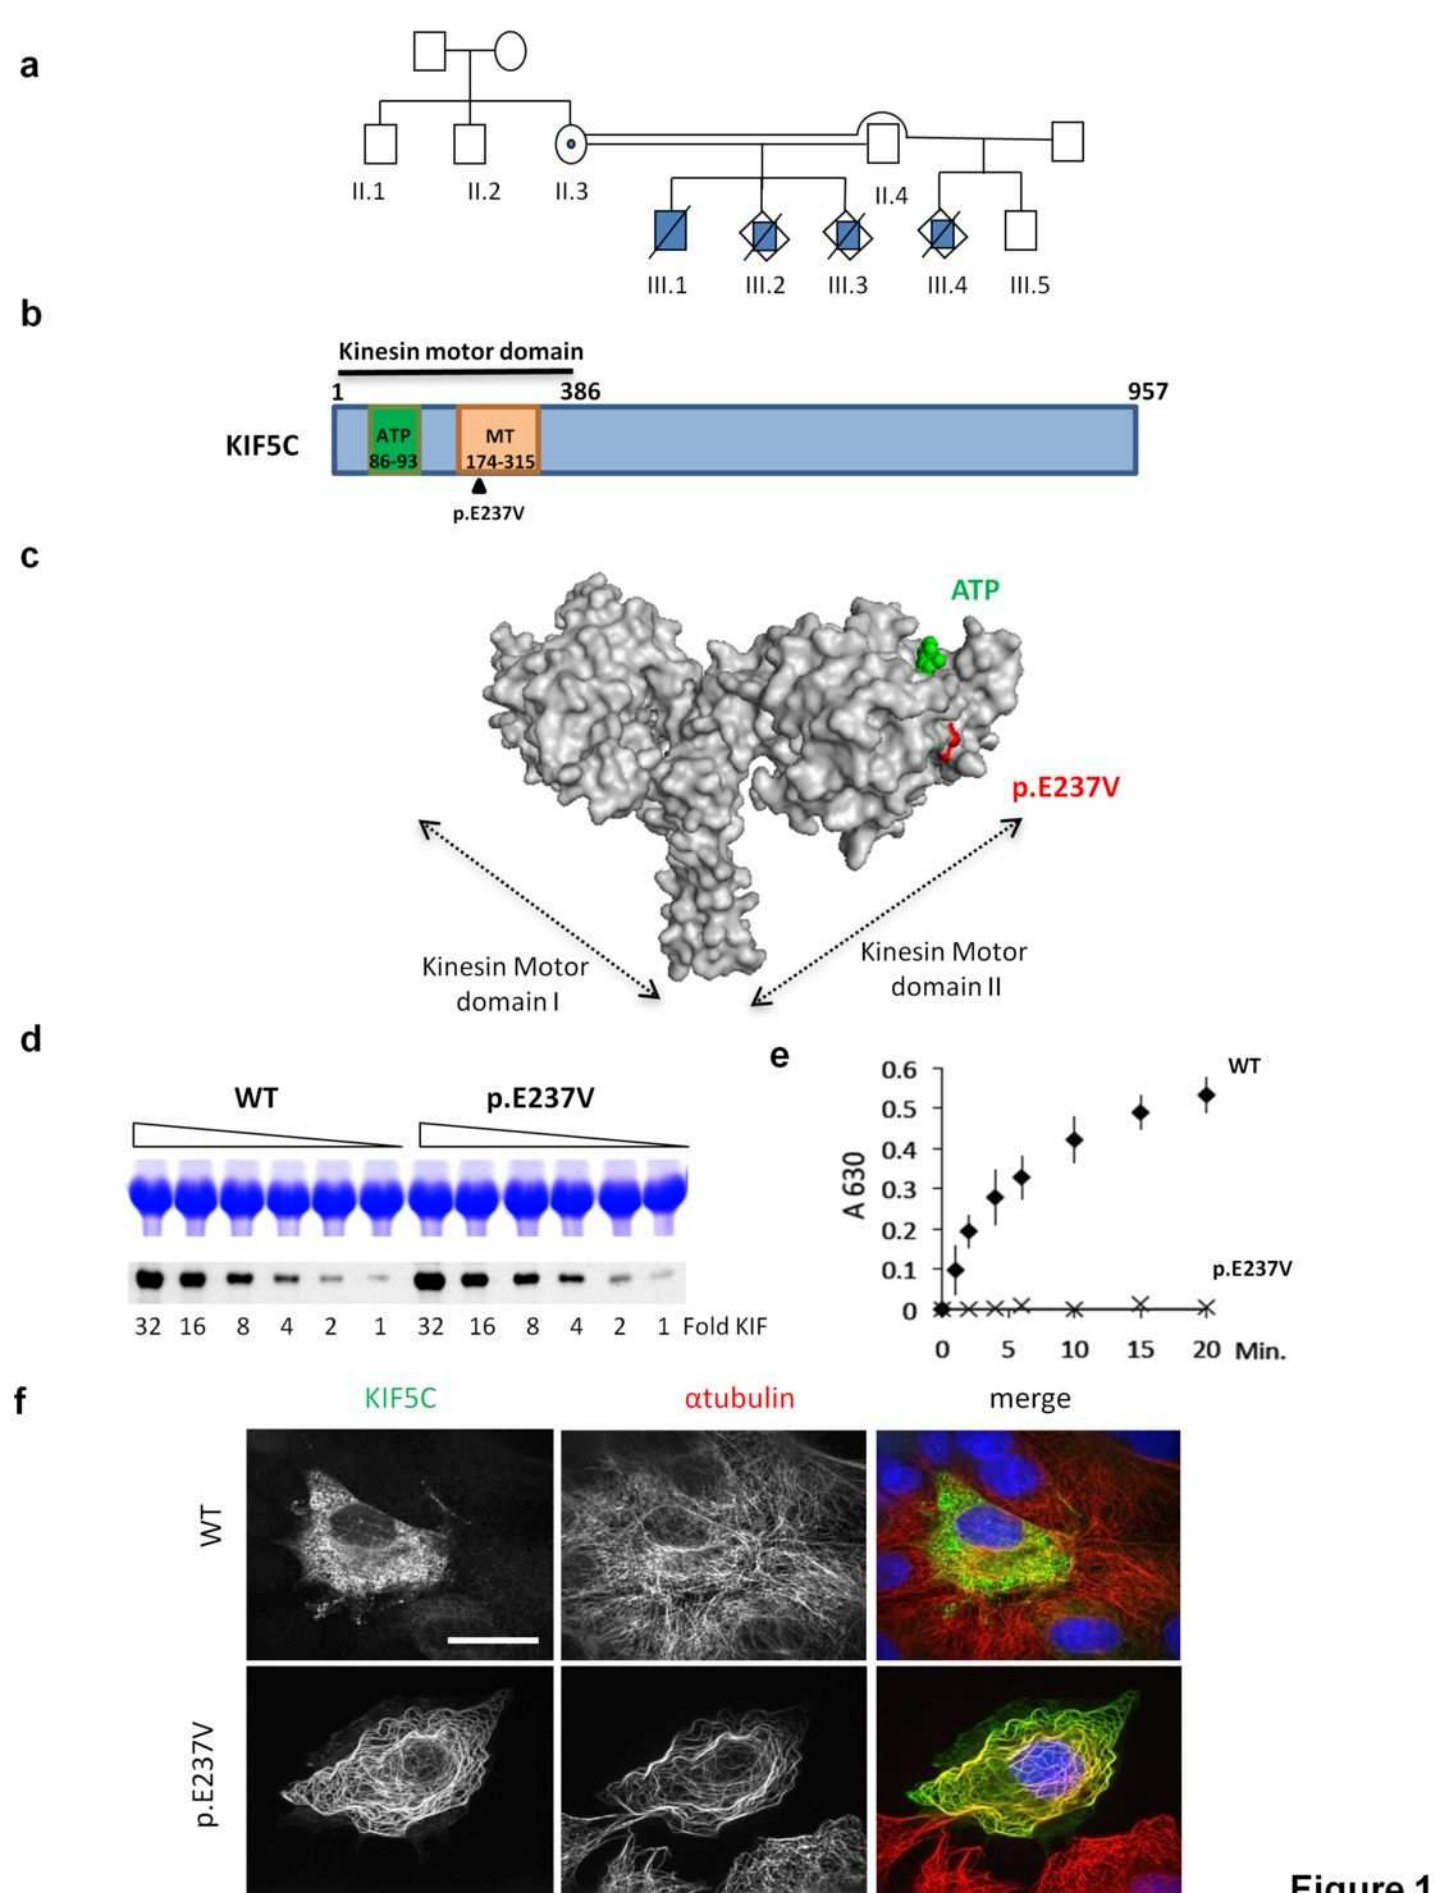 a
II.1 II.2 II.3 II.4
III.1 III.2 III.3 III.4 III.5
b
Kinesin motor domain
1 386 957
KIF5C
ATP
86-93
MT
174-315
p.E237V
c
ATP
p.E237V
Kinesin Motor
domain I
Kinesin Motor
domain II
d
WT p.E237V
32 16 8 4 2 1 32 16 8 4 2 1 Fold KIF
e
A 630
0.6
0.5
0.4
0.3
0.2
0.1
0
WT
p.E237V
0 5 10 15 20 Min.
f
KIF5C αtubulin merge
WT
p.E237V
Figure 1